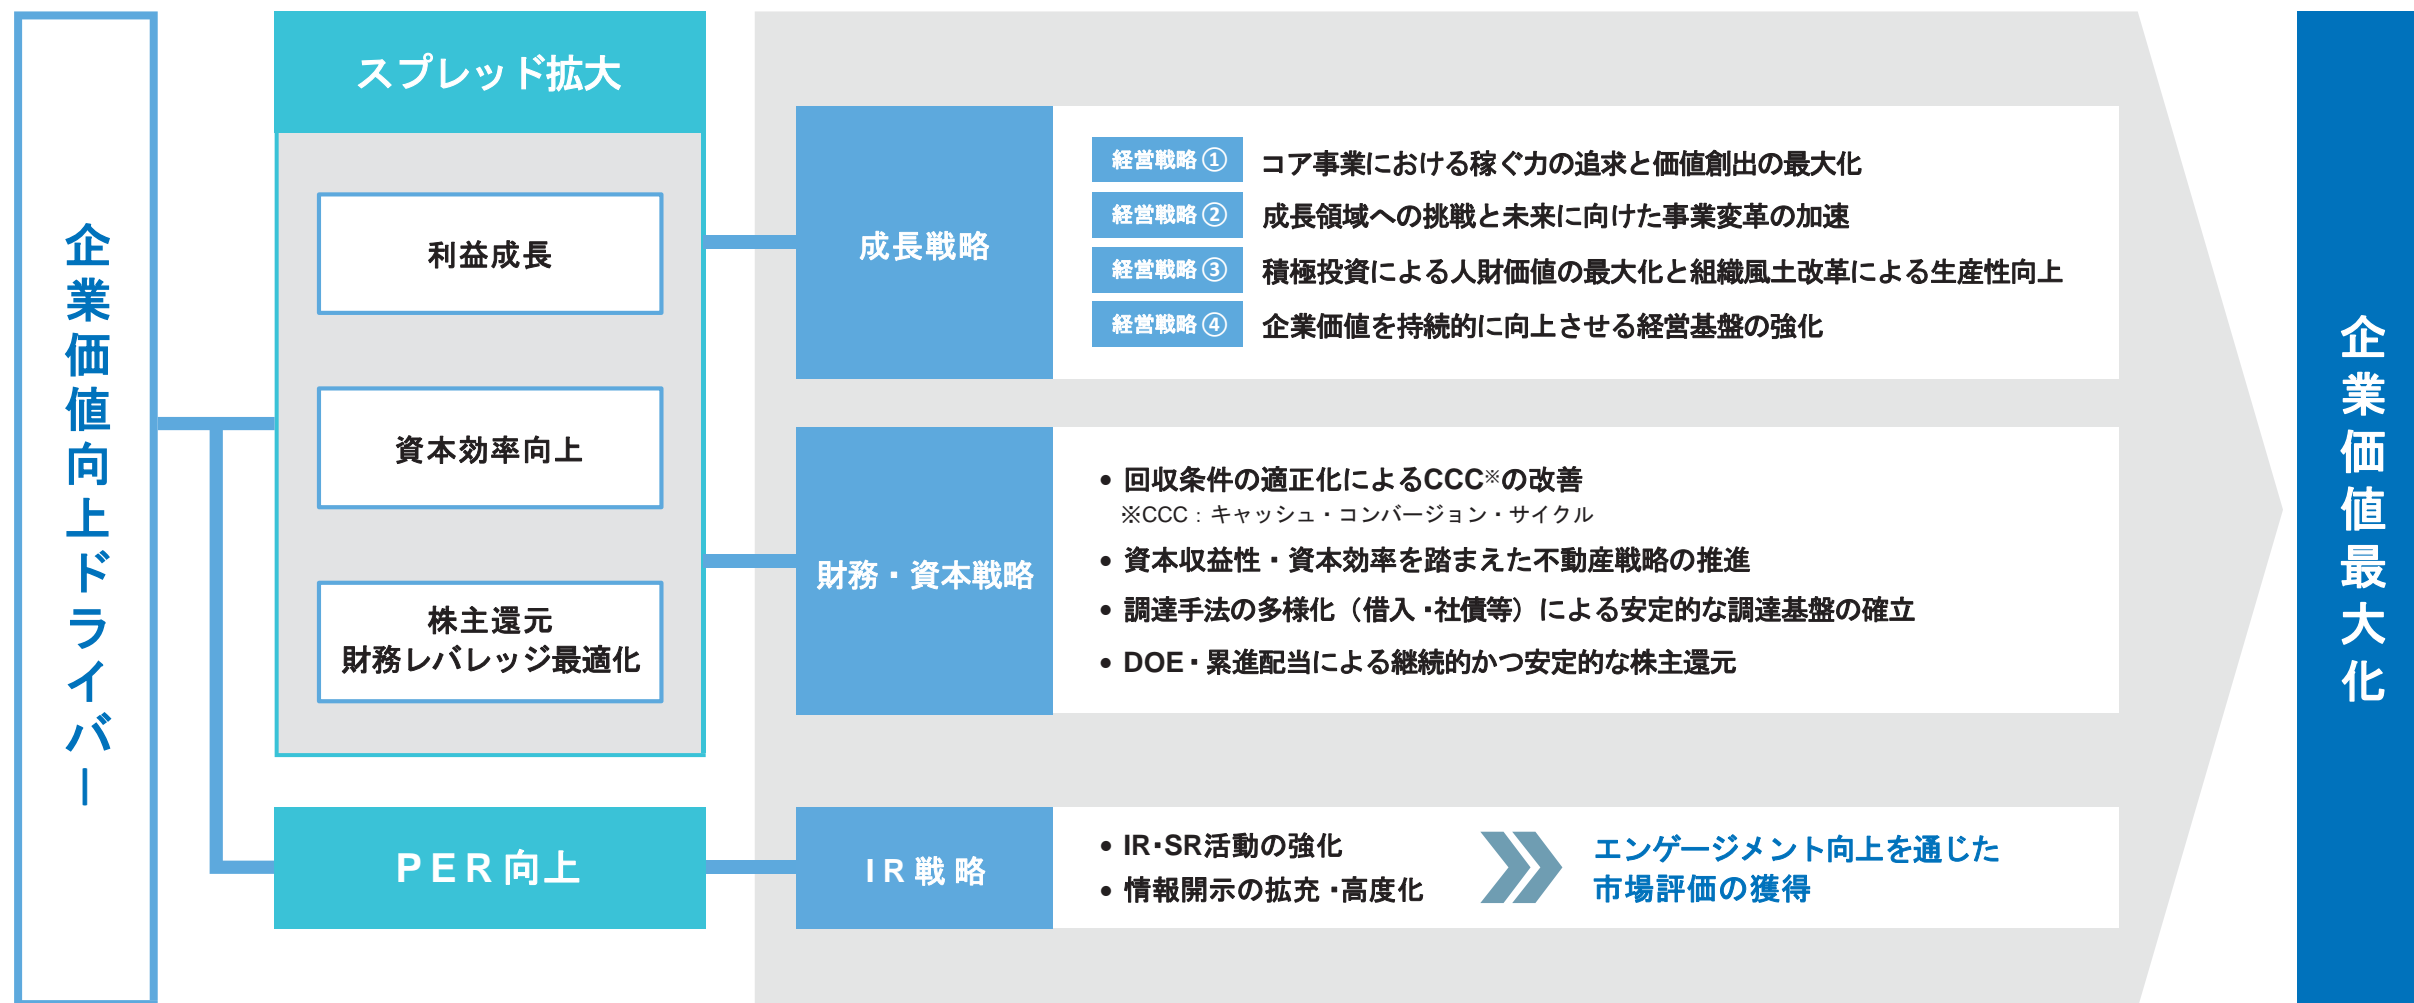 企業価値向上ドライバー
スプレッド拡大
利益成長
資本効率向上
株主還元
財務レバレッジ最適化
PER向上
成長戦略
経営戦略① コア事業における稼ぐ力の追求と価値創出の最大化
経営戦略② 成長領域への挑戦と未来に向けた事業変革の加速
経営戦略③ 積極投資による人財価値の最大化と組織風土改革による生産性向上
経営戦略④ 企業価値を持続的に向上させる経営基盤の強化
財務・資本戦略
• 回収条件の適正化によるCCC※の改善
※CCC：キャッシュ・コンバージョン・サイクル
• 資本収益性・資本効率を踏まえた不動産戦略の推進
• 調達手法の多様化（借入・社債等）による安定的な調達基盤の確立
• DOE・累進配当による継続的かつ安定的な株主還元
IR戦略
• IR・SR活動の強化
• 情報開示の拡充・高度化
エンゲージメント向上を通じた
市場評価の獲得
企業価値最大化